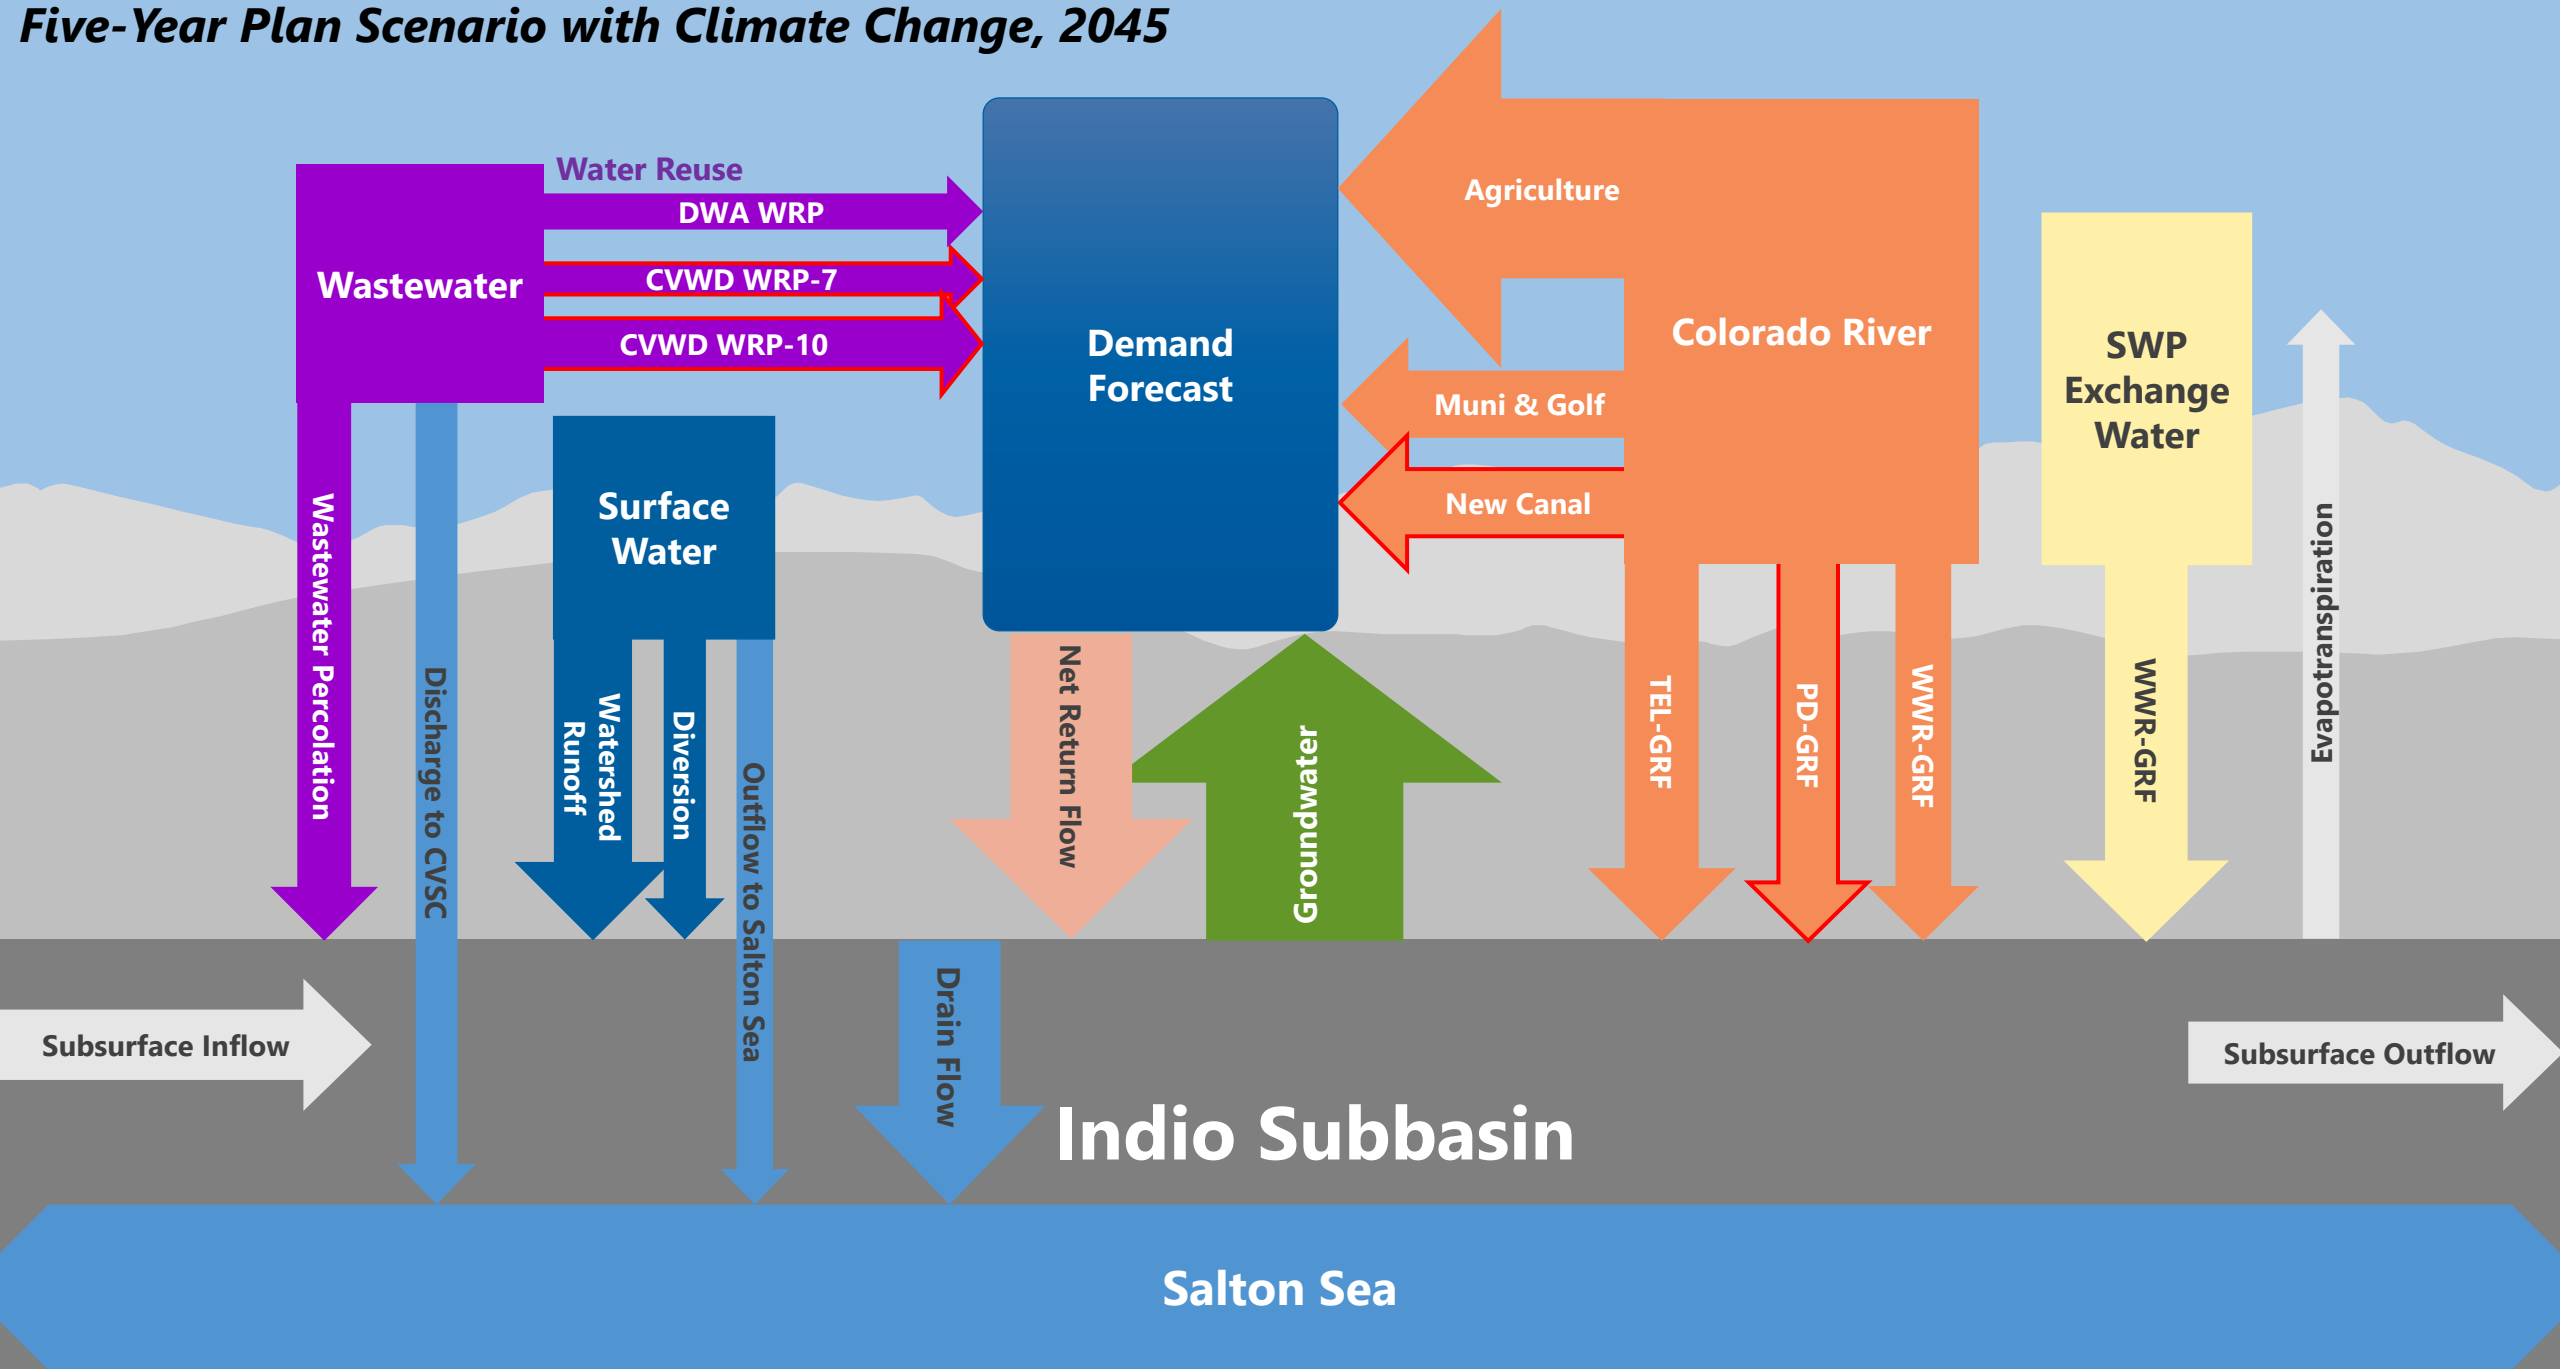 Five-Year Plan Scenario with Climate Change, 2045
Water Reuse
DWA WRP
CVWD WRP-7
CVWD WRP-10
Wastewater
Demand
Forecast
Agriculture
Colorado River
Muni & Golf
New Canal
SWP
Exchange
Water
Surface
Water
Wastewater Percolation
Discharge to CVSC
Watershed
Runoff
Diversion
Outflow to Salton Sea
Net Return Flow
Groundwater
TEL-GRF
PD-GRF
WWR-GRF
WWR-GRF
Evapotranspiration
Subsurface Inflow
Drain Flow
Subsurface Outflow
Indio Subbasin
Salton Sea